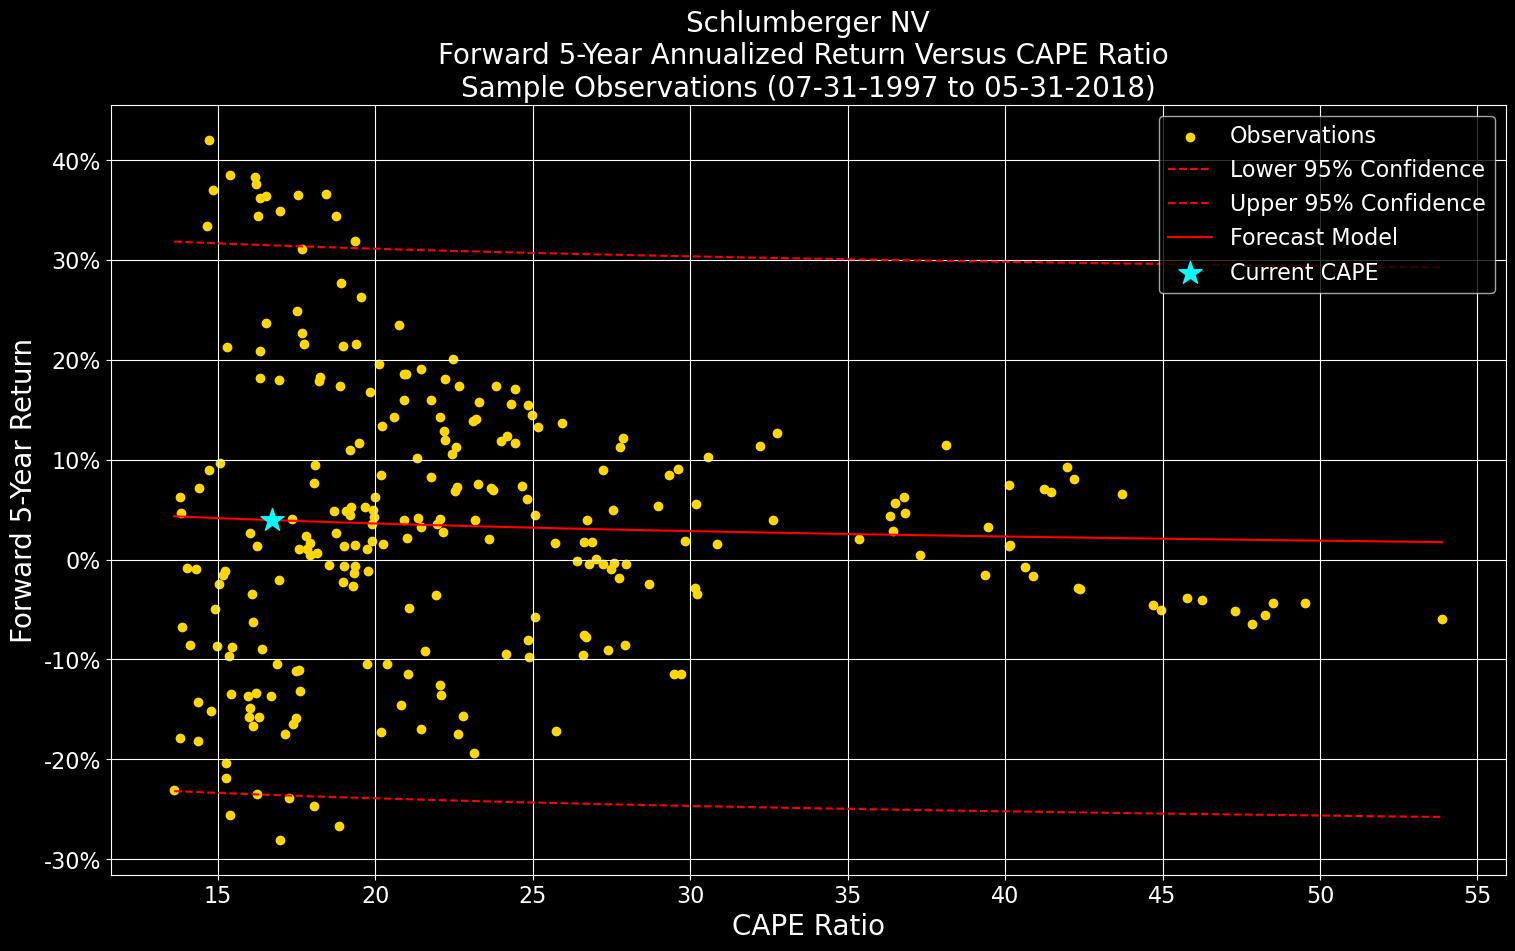 Schlumberger NV
Forward 5-Year Annualized Return Versus CAPE Ratio
Sample Observations (07-31-1997 to 05-31-2018)
Observations
Lower 95% Confidence
Upper 95% Confidence
Forecast Model
Current CAPE
Forward 5-Year Return
40%
30%
20%
10%
0%
-10%
-20%
-30%
15 20 25 30 35 40 45 50 55
CAPE Ratio